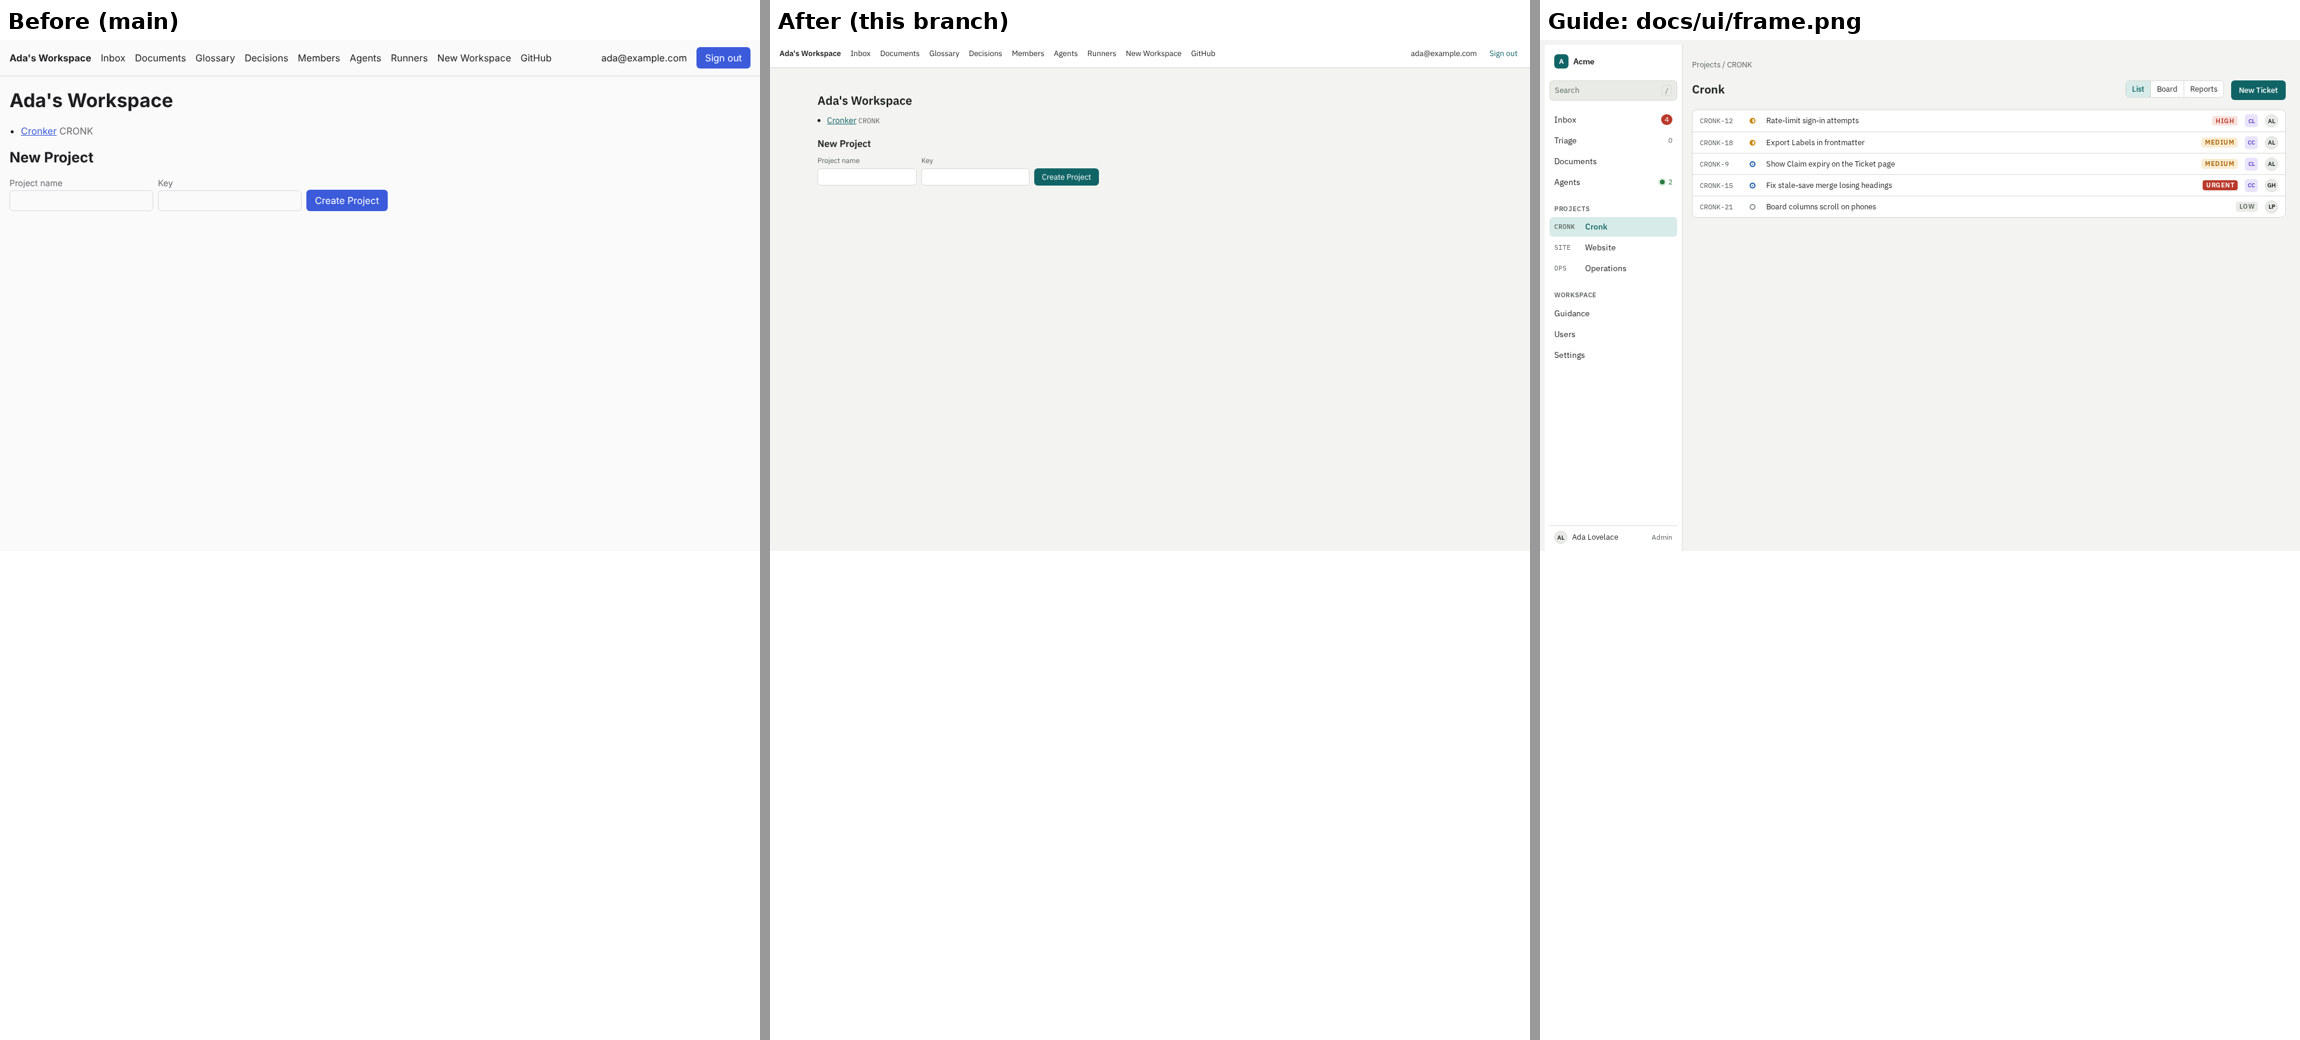 Before (main)
Ada's Workspace Inbox Documents Glossary Decisions Members Agents Runners New Workspace GitHub ada@example.com Sign out
Ada's Workspace
• Cronker CRONK
New Project
Project name Key
Create Project
After (this branch)
Ada's Workspace Inbox Documents Glossary Decisions Members Agents Runners New Workspace GitHub ada@example.com Sign out
Ada's Workspace
• Cronker CRONK
New Project
Project name Key
Create Project
Guide: docs/ui/frame.png
A Acme
Search /
Inbox 4
Triage 0
Documents
Agents 2
PROJECTS
CRONK Cronk
SITE Website
OPS Operations
WORKSPACE
Guidance
Users
Settings
AL Ada Lovelace Admin
Projects / CRONK
Cronk List Board Reports New Ticket
CRONK-12 Rate-limit sign-in attempts HIGH CL AL
CRONK-18 Export Labels in frontmatter MEDIUM CC AL
CRONK-9 Show Claim expiry on the Ticket page MEDIUM CL AL
CRONK-15 Fix stale-save merge losing headings URGENT CC GH
CRONK-21 Board columns scroll on phones LOW LP